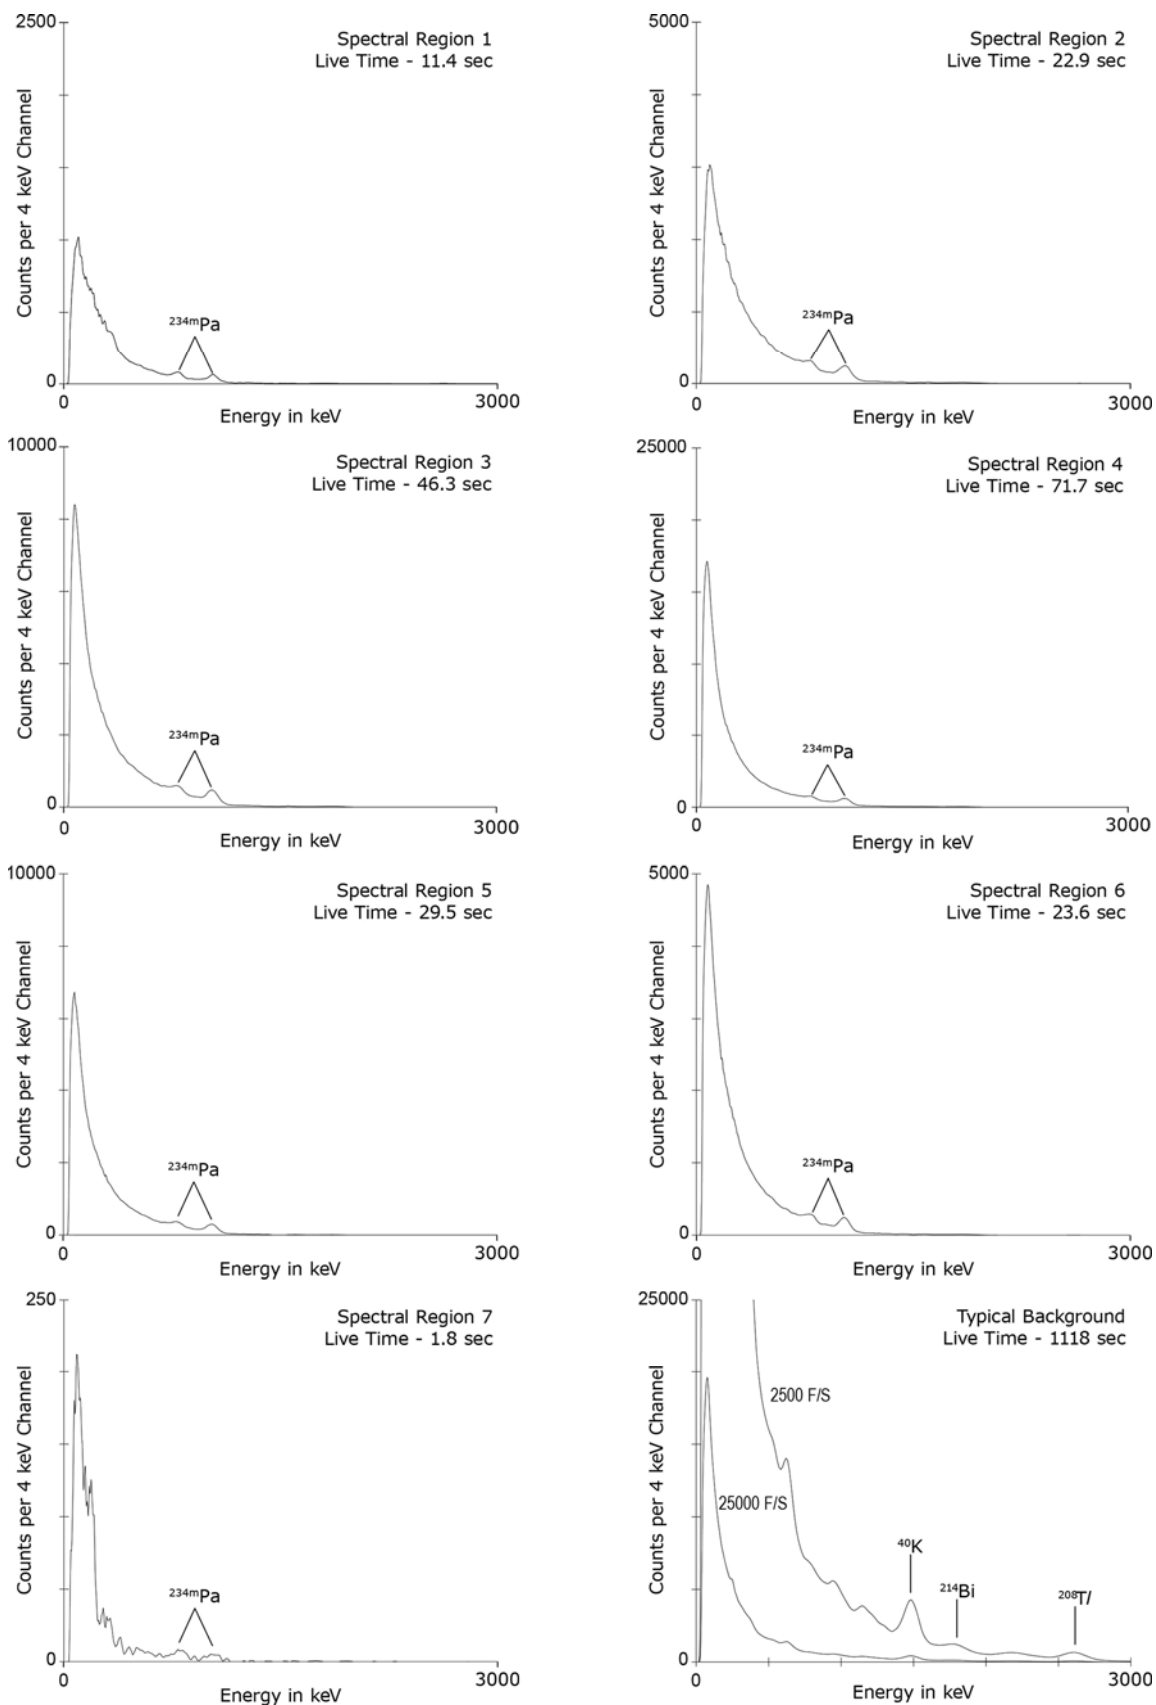 2500
Spectral Region 1
Live Time - 11.4 sec
Counts per 4 keV Channel
234mPa
0
0
3000
Energy in keV
5000
Spectral Region 2
Live Time - 22.9 sec
Counts per 4 keV Channel
234mPa
0
0
3000
Energy in keV
10000
Spectral Region 3
Live Time - 46.3 sec
Counts per 4 keV Channel
234mPa
0
0
3000
Energy in keV
25000
Spectral Region 4
Live Time - 71.7 sec
Counts per 4 keV Channel
234mPa
0
0
3000
Energy in keV
10000
Spectral Region 5
Live Time - 29.5 sec
Counts per 4 keV Channel
234mPa
0
0
3000
Energy in keV
5000
Spectral Region 6
Live Time - 23.6 sec
Counts per 4 keV Channel
234mPa
0
0
3000
Energy in keV
250
Spectral Region 7
Live Time - 1.8 sec
Counts per 4 keV Channel
234mPa
0
0
3000
Energy in keV
25000
Typical Background
Live Time - 1118 sec
Counts per 4 keV Channel
2500 F/S
25000 F/S
40K
214Bi
208Tl
0
0
3000
Energy in keV